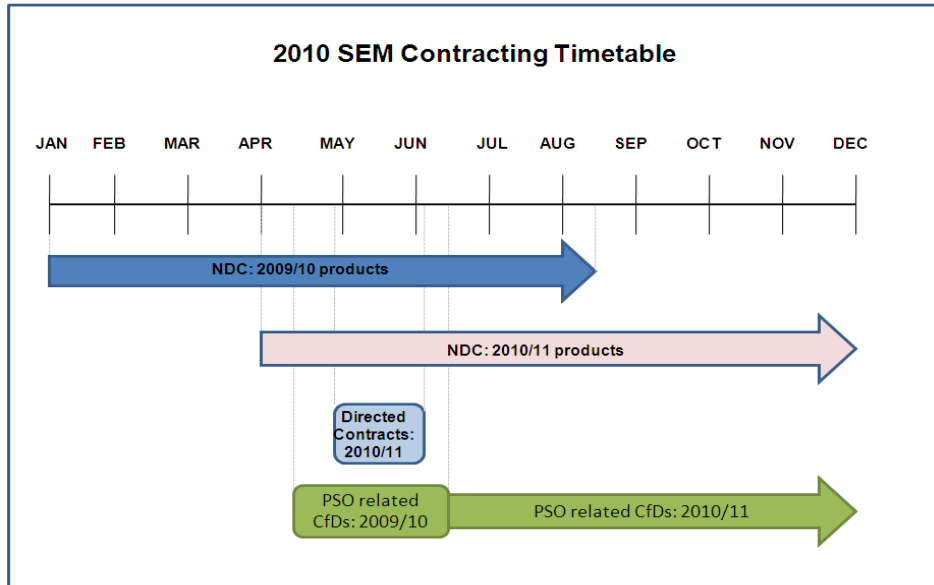 2010 SEM Contracting Timetable
JAN FEB MAR APR MAY JUN JUL AUG SEP OCT NOV DEC
NDC: 2009/10 products
NDC: 2010/11 products
Directed
Contracts:
2010/11
PSO related
CfDs: 2009/10
PSO related CfDs: 2010/11